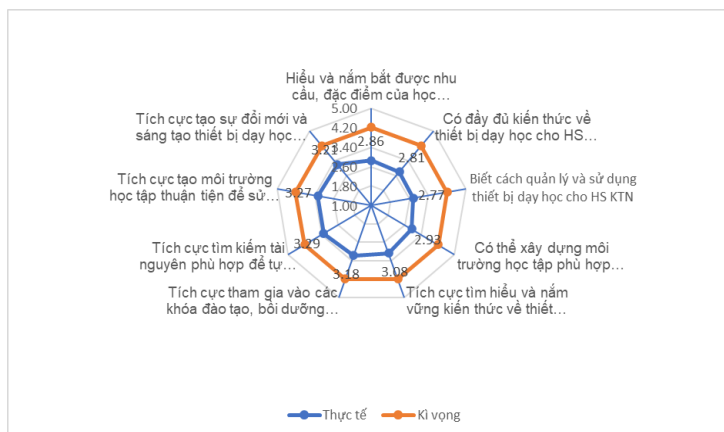 Hiểu và nắm bắt được nhu
cầu, đặc điểm của học...
Có đầy đủ kiến thức về
thiết bị dạy học cho HS...
Biết cách quản lý và sử dụng
thiết bị dạy học cho HS KTN
Có thể xây dựng môi
trường học tập phù hợp...
Tích cực tìm hiểu và nắm
vững kiến thức về thiết...
Tích cực tham gia vào các
khóa đào tạo, bồi dưỡng...
Tích cực tìm kiếm tài
nguyên phù hợp để tự...
Tích cực tạo môi trường
học tập thuận tiện để sử...
Tích cực tạo sự đổi mới và
sáng tạo thiết bị dạy học...
5.00
4.20
3.40
2.60
1.80
1.00
2.86
2.81
2.77
2.93
3.08
3.18
3.29
3.27
3.21
Thực tế
Kì vọng